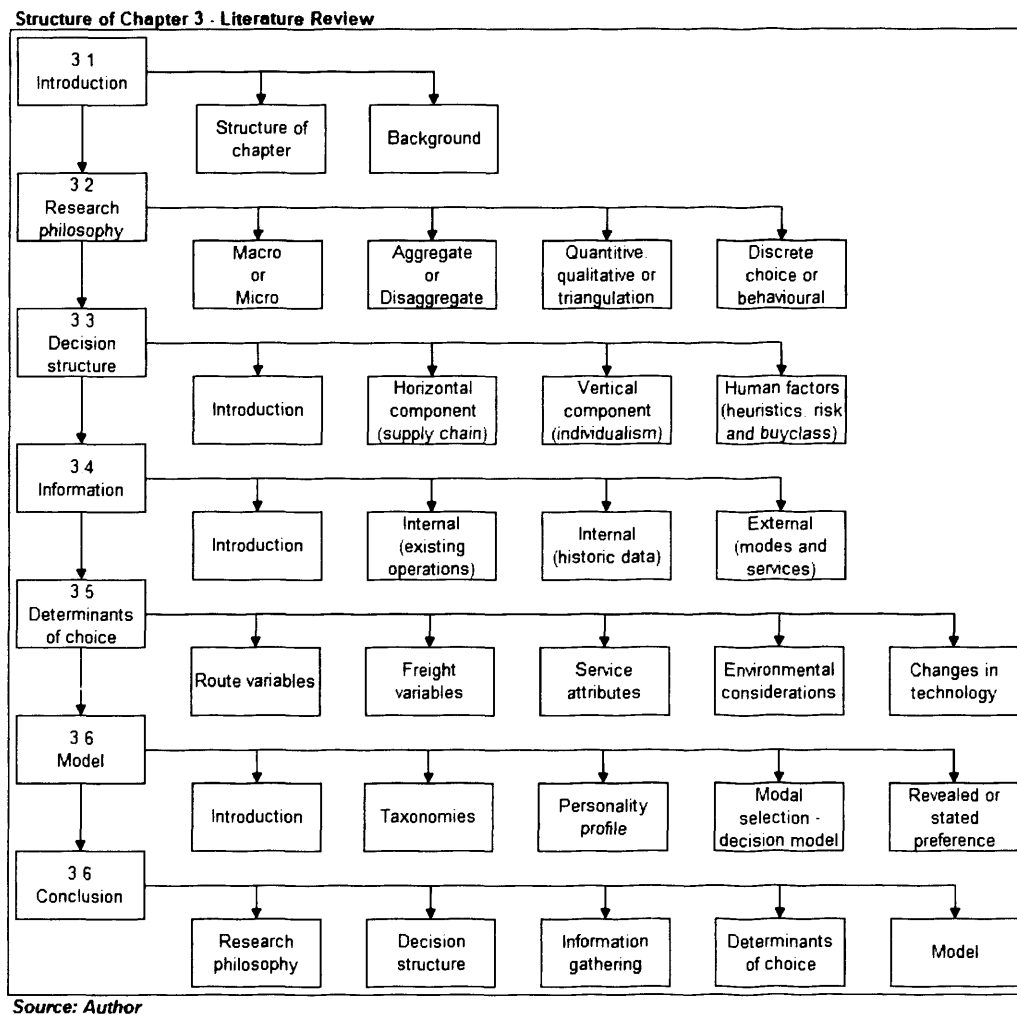 Structure of Chapter 3 - Literature Review
3 1
Introduction
Structure of
chapter
Background
3 2
Research
philosophy
Macro
or
Micro
Aggregate
or
Disaggregate
Quantitive.
qualitative or
triangulation
Discrete
choice or
behavioural
3 3
Decision
structure
Introduction
Horizontal
component
(supply chain)
Vertical
component
(individualism)
Human factors
(heuristics. risk
and buyclass)
3 4
Information
Introduction
Internal
(existing
operations)
Internal
(historic data)
External
(modes and
services)
3 5
Determinants
of choice
Route variables
Freight
variables
Service
attributes
Environmental
considerations
Changes in
technology
3 6
Model
Introduction
Taxonomies
Personality
profile
Modal
selection -
decision model
Revealed or
stated
preference
3 6
Conclusion
Research
philosophy
Decision
structure
Information
gathering
Determinants
of choice
Model
Source: Author